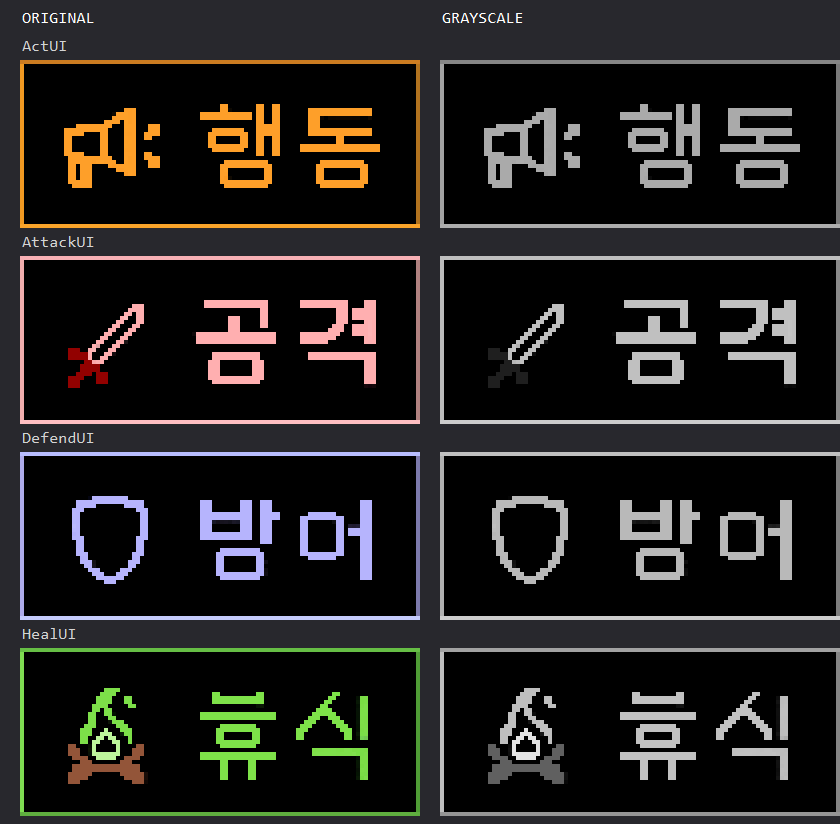 ORIGINAL GRAYSCALE
ActUI
행동 행동
AttackUI
공격 공격
DefendUI
방어 방어
HealUI
휴식 휴식